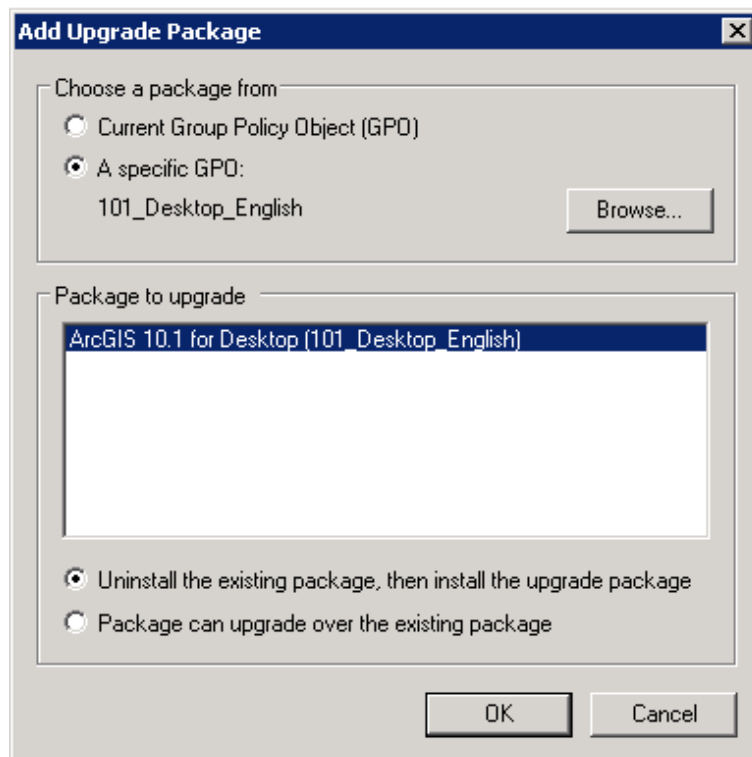 Add Upgrade Package
Choose a package from
Current Group Policy Object (GPO)
A specific GPO:
101_Desktop_English
Browse...
Package to upgrade
ArcGIS 10.1 for Desktop (101_Desktop_English)
Uninstall the existing package, then install the upgrade package
Package can upgrade over the existing package
OK
Cancel